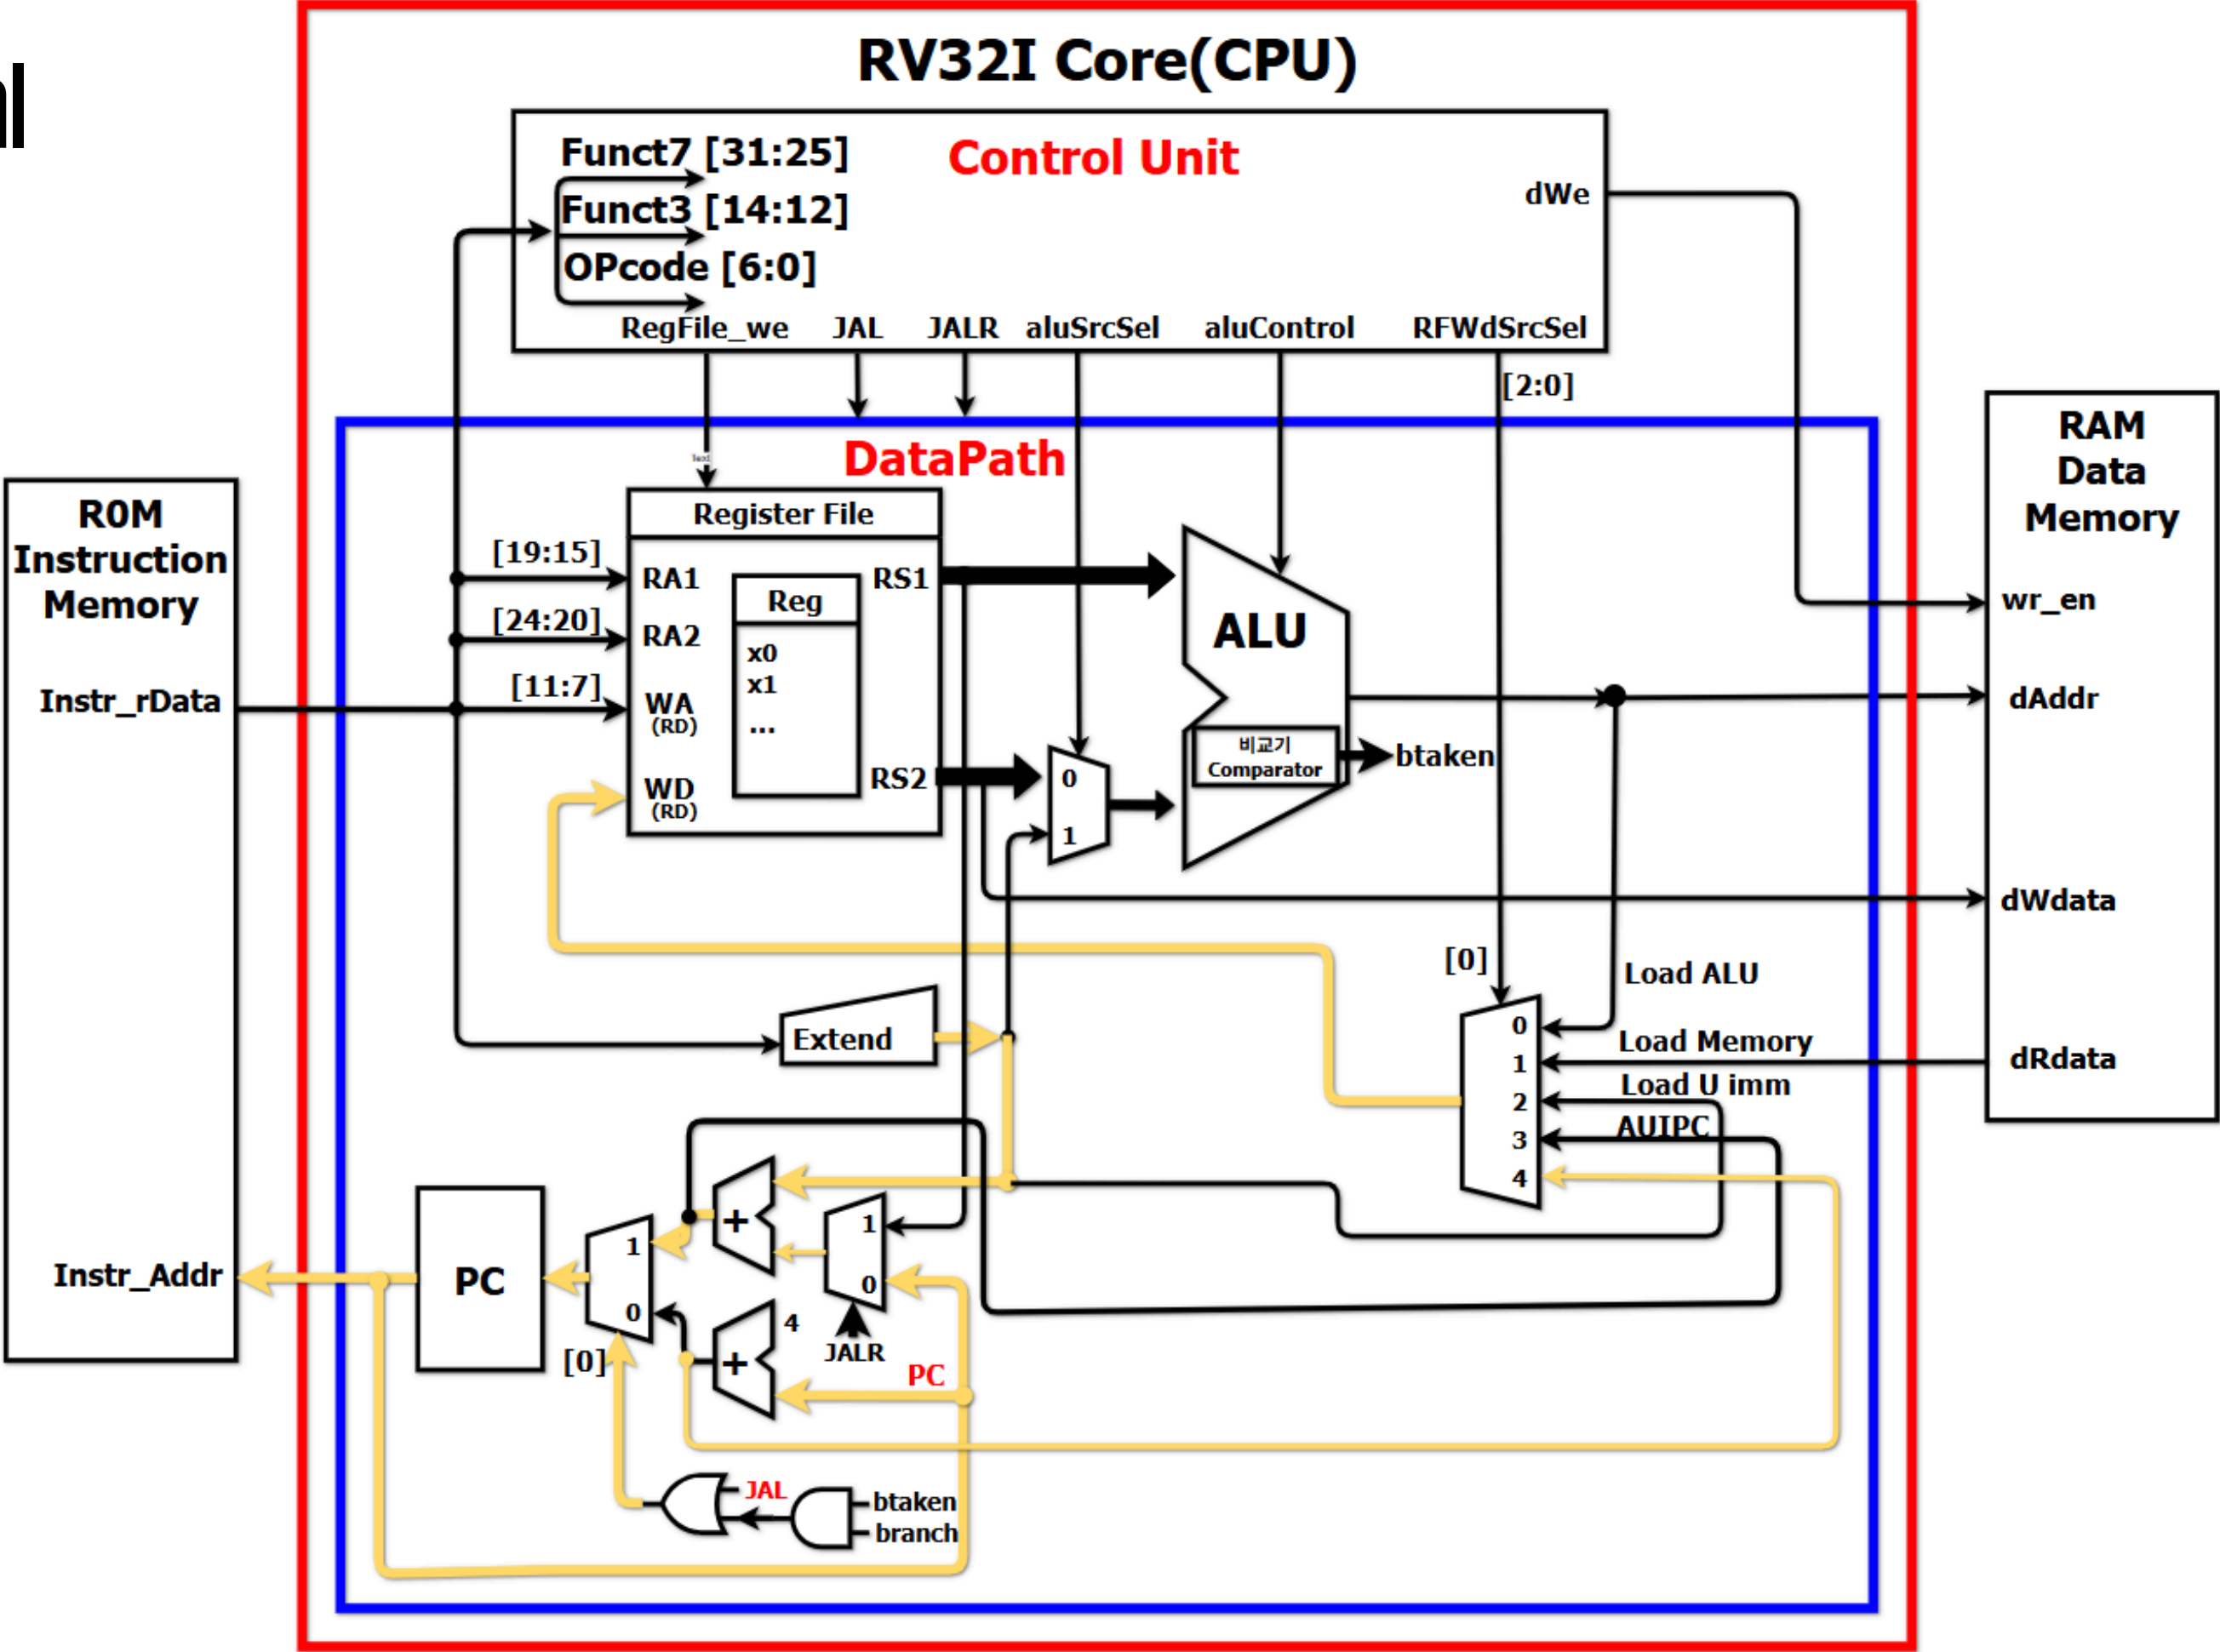 al
RV32I Core(CPU)
Control Unit
Funct7 [31:25]
Funct3 [14:12]
OPcode [6:0]
dWe
RegFile_we
JAL
JALR
aluSrcSel
aluControl
RFWdSrcSel
[2:0]
DataPath
Text
R0M
Instruction
Memory
Instr_rData
Instr_Addr
[19:15]
[24:20]
[11:7]
Register File
RA1
RA2
WA
(RD)
WD
(RD)
Reg
x0
x1
...
RS1
RS2
0
1
ALU
비교기
Comparator
btaken
RAM
Data
Memory
wr_en
dAddr
dWdata
dRdata
[0]
Load ALU
Load Memory
Load U imm
AUIPC
0
1
2
3
4
Extend
PC
1
0
[0]
+
+
4
1
0
JALR
PC
JAL
btaken
branch